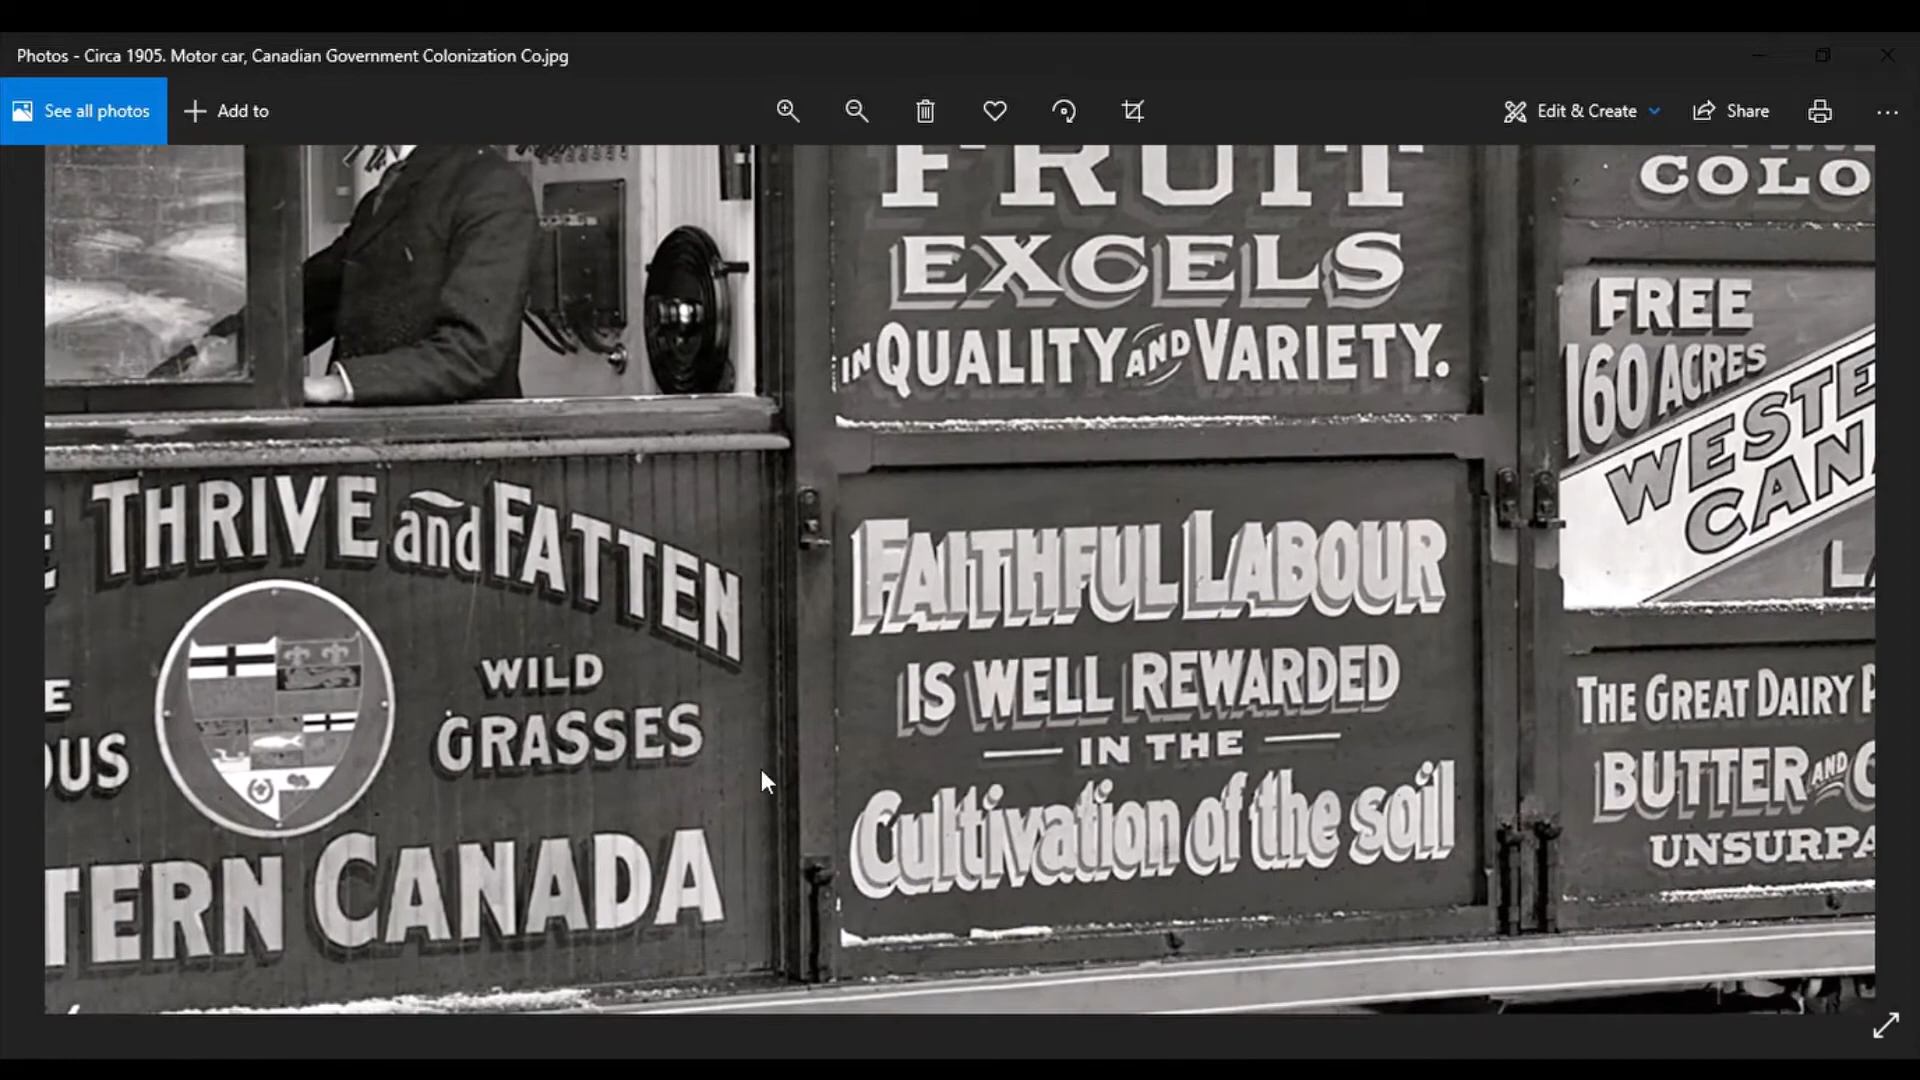 Photos - Circa 1905. Motor car, Canadian Government Colonization Co.jpg
See all photos
Add to
Edit & Create
Share
FRUIT
EXCELS
IN QUALITY AND VARIETY.
COLO
FREE
160 ACRES
WESTE
CAN
LA
THRIVE and FATTEN
WILD
GRASSES
OUS
TERN CANADA
FAITHFUL LABOUR
IS WELL REWARDED
IN THE
Cultivation of the soil
THE GREAT DAIRY P
BUTTER AND C
UNSURPA